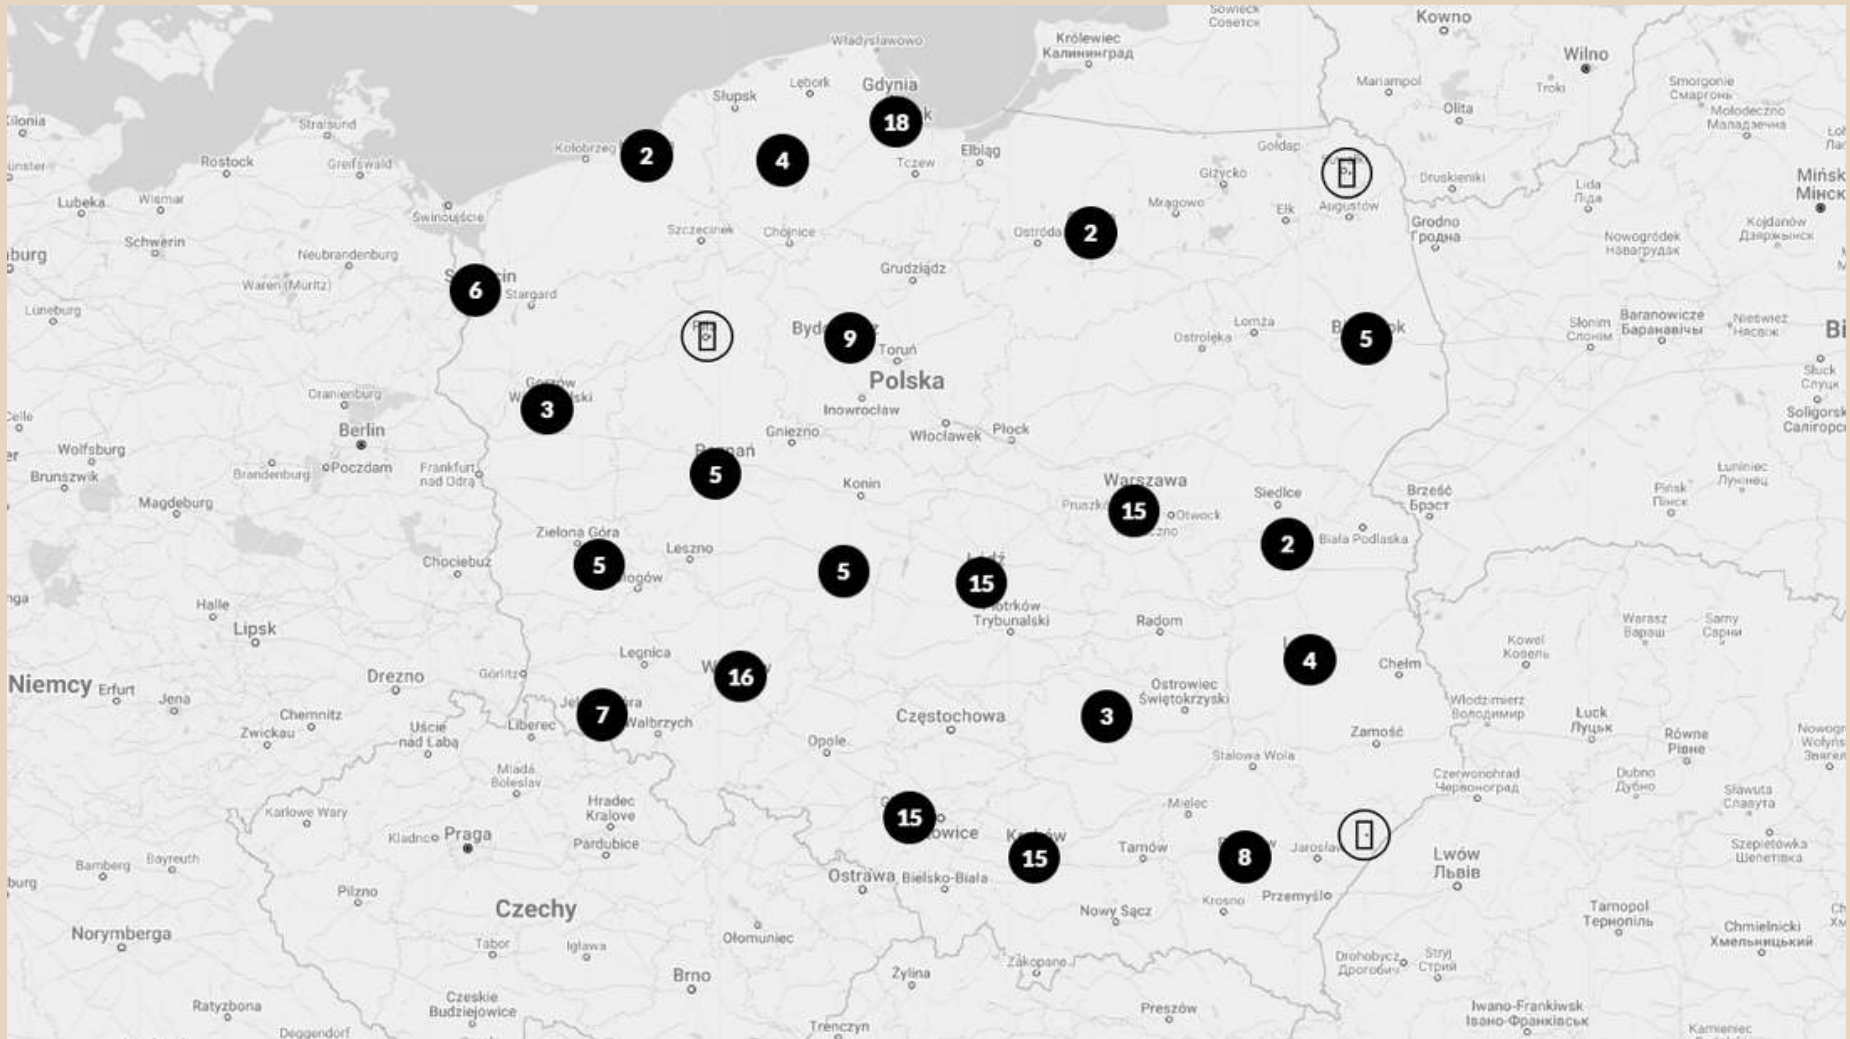 Sowieck
Советск
Kowno
Królewiec
Калининград
Władysławowo
Wilno
Gdynia
Lębork
Słupsk
Mariampol
Troki
Smorgonie
Смаргонь
Olita
Mołodeczno
Маладзечна
Kilonia
Stralsund
18
Rostock
Greifswald
Kołobrzeg
2
4
Tczew
Elbląg
Gołdap
Giżycko
Druskieniki
Lida
Ліда
Mińsk
Мінск
Lubeka
Wismar
Świnoujście
Mrągowo
Ełk
Augustów
Schwerin
Neubrandenburg
Szczecinek
Chojnice
Ostróda
2
Grodno
Гродна
Nowogródek
Навагрудак
Kojdanów
Дзяржынск
Waren (Müritz)
Grudziądz
6
Stargard
Lüneburg
9
Toruń
Łomża
Ostrołęka
5
Słonim
Слонім
Baranowicze
Баранавічы
Nieśwież
Нясвіж
Polska
Słuck
Слуцк
Oranienburg
3
Inowrocław
Soligorsk
Berlin
Gniezno
Włocławek
Płock
Wolfsburg
Brunszwik
Brandenburg
Poczdam
Frankfurt
nad Odrą
5
Konin
Warszawa
Siedlce
Brześć
Брэст
Pińsk
Пінск
Łuniniec
Лунінец
Magdeburg
15
Otwock
Zielona Góra
Leszno
2
Biała Podlaska
Chociebuż
5
5
15
Halle
Lipsk
Trybunalski
Radom
Warasz
Вараш
Samy
Сарни
Kowel
Ковель
Legnica
4
Chełm
Niemcy
Erfurt
Jena
Drezno
Görlitz
16
Ostrowiec
Świętokrzyski
Włodzimierz
Володимир
Chemnitz
Zwickau
Uście
nad Łabą
Liberec
7
Wałbrzych
Częstochowa
3
Zamość
Łuck
Луцьк
Równe
Рівне
Opole
Stalowa Wola
Mladá
Boleslav
Czerwonohrad
Червоноград
Dubno
Дубно
Sławuta
Славута
Karlowe Wary
Hradec
Kralove
15
Mielec
Kladno
Praga
Pardubice
15
Tarnów
8
Lwów
Львів
Szepietówka
Шепетівка
Bamberg
Bayreuth
Pilzno
Ostrawa
Bielsko-Biała
Krosno
Przemyśl
Czechy
Nowy Sącz
Tarnopol
Тернопіль
Chmielnicki
Хмельницький
Norymberga
Tabor
Igława
Ołomuniec
Drohobycz
Дрогобич
Stryj
Стрий
Brno
Żylina
Zakopane
Ratyzbona
Czeskie
Budziejowice
Trenczyn
Preszów
Iwano-Frankiwsk
Івано-Франківськ
Deggendorf
Kamieniec